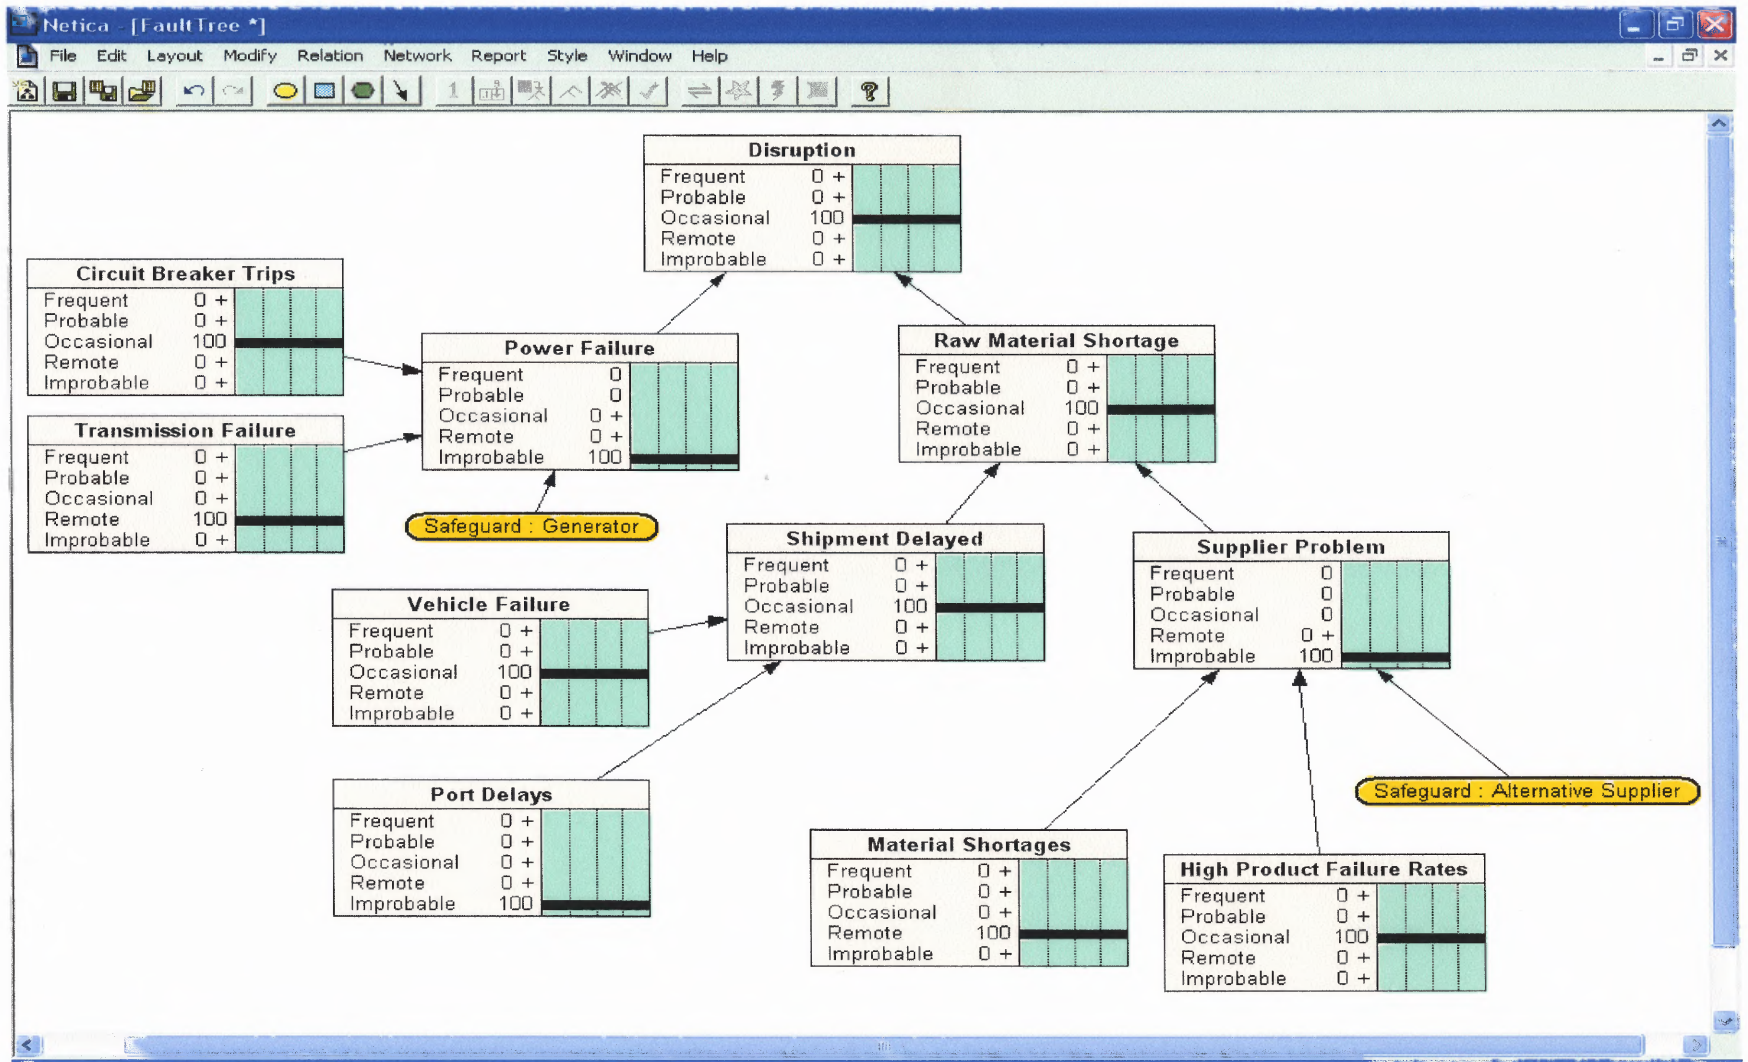 Netica - [FaultTree *]
File Edit Layout Modify Relation Network Report Style Window Help
1 ?
Disruption
Frequent 0 +
Probable 0 +
Occasional 100
Remote 0 +
Improbable 0 +
Circuit Breaker Trips
Frequent 0 +
Probable 0 +
Occasional 100
Remote 0 +
Improbable 0 +
Power Failure
Frequent 0
Probable 0
Occasional 0 +
Remote 0 +
Improbable 100
Raw Material Shortage
Frequent 0 +
Probable 0 +
Occasional 100
Remote 0 +
Improbable 0 +
Transmission Failure
Frequent 0 +
Probable 0 +
Occasional 0 +
Remote 100
Improbable 0 +
Safeguard : Generator
Shipment Delayed
Frequent 0 +
Probable 0 +
Occasional 100
Remote 0 +
Improbable 0 +
Supplier Problem
Frequent 0
Probable 0
Occasional 0
Remote 0 +
Improbable 100
Vehicle Failure
Frequent 0 +
Probable 0 +
Occasional 100
Remote 0 +
Improbable 0 +
Port Delays
Frequent 0 +
Probable 0 +
Occasional 0 +
Remote 0 +
Improbable 100
Safeguard : Alternative Supplier
Material Shortages
Frequent 0 +
Probable 0 +
Occasional 0 +
Remote 100
Improbable 0 +
High Product Failure Rates
Frequent 0 +
Probable 0 +
Occasional 100
Remote 0 +
Improbable 0 +